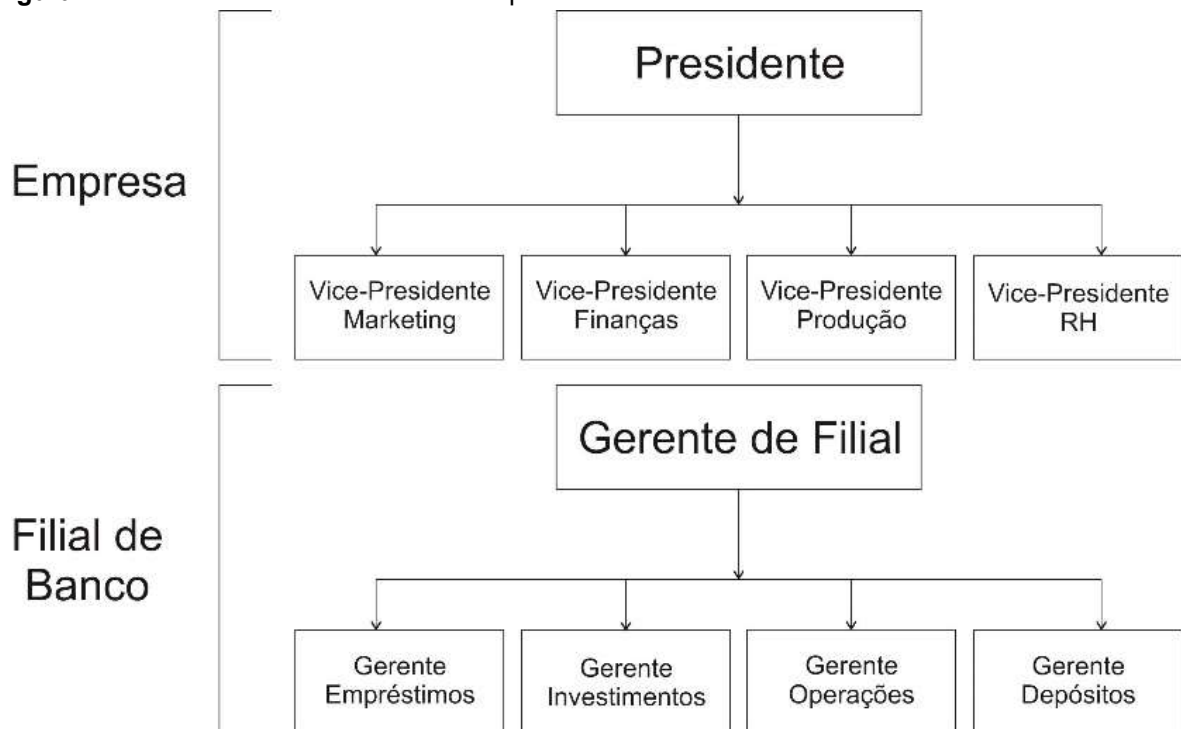 Empresa
Presidente
Vice-Presidente
Marketing
Vice-Presidente
Finanças
Vice-Presidente
Produção
Vice-Presidente
RH
Filial de
Banco
Gerente de Filial
Gerente
Empréstimos
Gerente
Investimentos
Gerente
Operações
Gerente
Depósitos